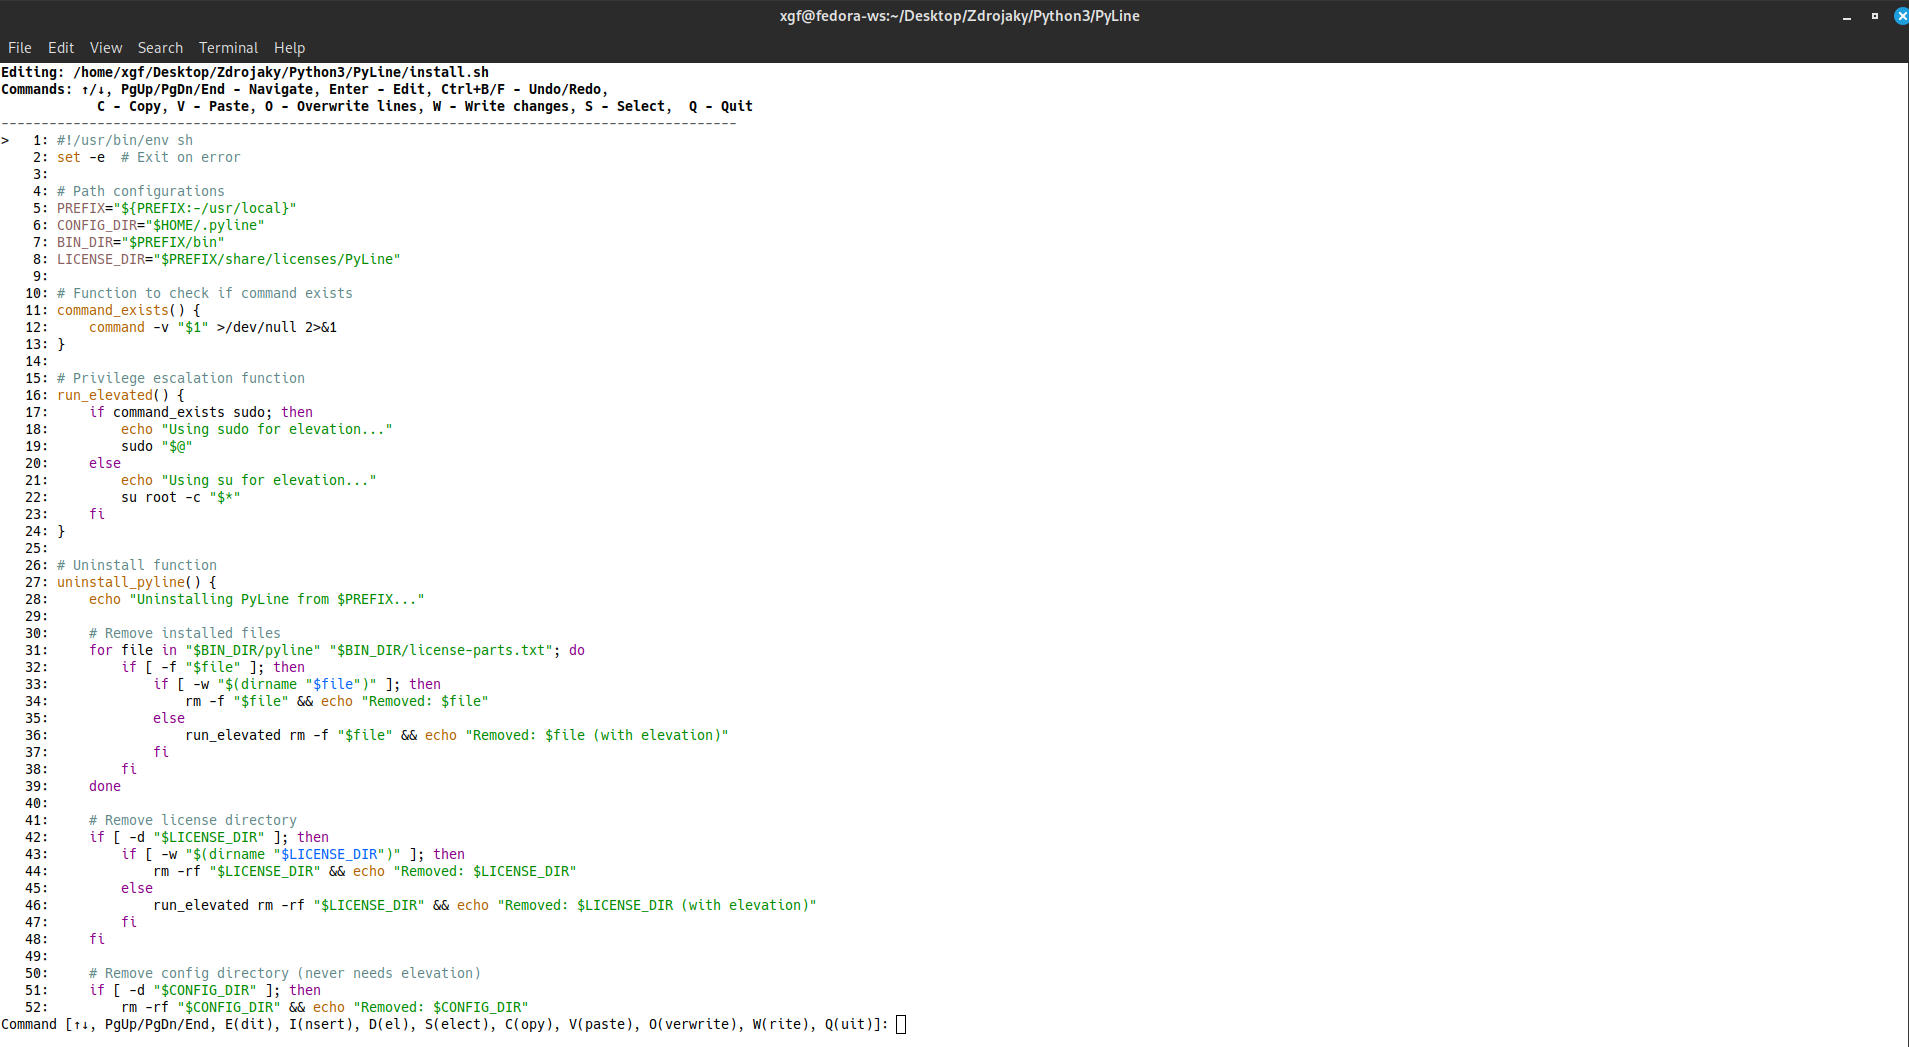 xgf@fedora-ws:~/Desktop/Zdrojaky/Python3/PyLine
File Edit View Search Terminal Help
Editing: /home/xgf/Desktop/Zdrojaky/Python3/PyLine/install.sh
Commands: ↑/↓, PgUp/PgDn/End - Navigate, Enter - Edit, Ctrl+B/F - Undo/Redo,
            C - Copy, V - Paste, O - Overwrite lines, W - Write changes, S - Select,  Q - Quit
--------------------------------------------------------------------------------------------
>   1: #!/usr/bin/env sh
    2: set -e  # Exit on error
    3:
    4: # Path configurations
    5: PREFIX="${PREFIX:-/usr/local}"
    6: CONFIG_DIR="$HOME/.pyline"
    7: BIN_DIR="$PREFIX/bin"
    8: LICENSE_DIR="$PREFIX/share/licenses/PyLine"
    9:
   10: # Function to check if command exists
   11: command_exists() {
   12:     command -v "$1" >/dev/null 2>&1
   13: }
   14:
   15: # Privilege escalation function
   16: run_elevated() {
   17:     if command_exists sudo; then
   18:         echo "Using sudo for elevation..."
   19:         sudo "$@"
   20:     else
   21:         echo "Using su for elevation..."
   22:         su root -c "$*"
   23:     fi
   24: }
   25:
   26: # Uninstall function
   27: uninstall_pyline() {
   28:     echo "Uninstalling PyLine from $PREFIX..."
   29:
   30:     # Remove installed files
   31:     for file in "$BIN_DIR/pyline" "$BIN_DIR/license-parts.txt"; do
   32:         if [ -f "$file" ]; then
   33:             if [ -w "$(dirname "$file")" ]; then
   34:                 rm -f "$file" && echo "Removed: $file"
   35:             else
   36:                 run_elevated rm -f "$file" && echo "Removed: $file (with elevation)"
   37:             fi
   38:         fi
   39:     done
   40:
   41:     # Remove license directory
   42:     if [ -d "$LICENSE_DIR" ]; then
   43:         if [ -w "$(dirname "$LICENSE_DIR")" ]; then
   44:             rm -rf "$LICENSE_DIR" && echo "Removed: $LICENSE_DIR"
   45:         else
   46:             run_elevated rm -rf "$LICENSE_DIR" && echo "Removed: $LICENSE_DIR (with elevation)"
   47:         fi
   48:     fi
   49:
   50:     # Remove config directory (never needs elevation)
   51:     if [ -d "$CONFIG_DIR" ]; then
   52:         rm -rf "$CONFIG_DIR" && echo "Removed: $CONFIG_DIR"
Command [↑↓, PgUp/PgDn/End, E(dit), I(nsert), D(el), S(elect), C(opy), V(paste), O(verwrite), W(rite), Q(uit)]: